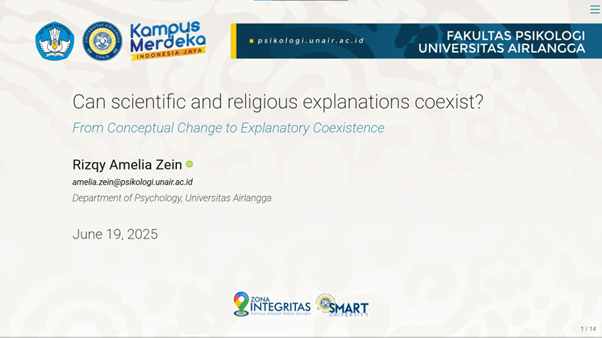 Kampus
Merdeka
INDONESIA JAYA
psikologi.unair.ac.id
FAKULTAS PSIKOLOGI
UNIVERSITAS AIRLANGGA
Can scientific and religious explanations coexist?
From Conceptual Change to Explanatory Coexistence
Rizqy Amelia Zein
amelia.zein@psikologi.unair.ac.id
Department of Psychology, Universitas Airlangga
June 19, 2025
ZONA
INTEGRITAS
SMART
UNIVERSITY
1 / 14